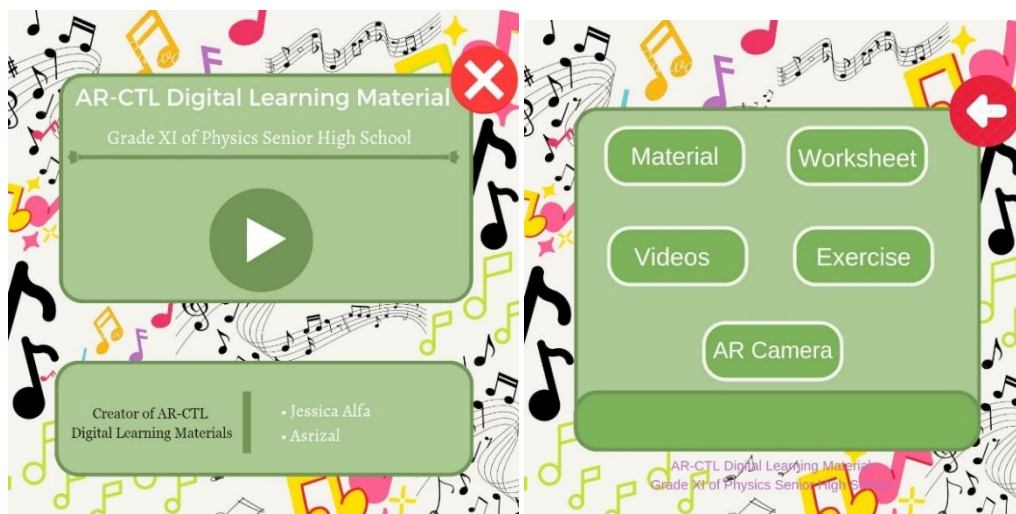 AR-CTL Digital Learning Material
Grade XI of Physics Senior High School
Creator of AR-CTL
Digital Learning Materials
• Jessica Alfa
• Asrizal
Material
Worksheet
Videos
Exercise
AR Camera
AR-CTL Digital Learning Material
Grade XI of Physics Senior High School